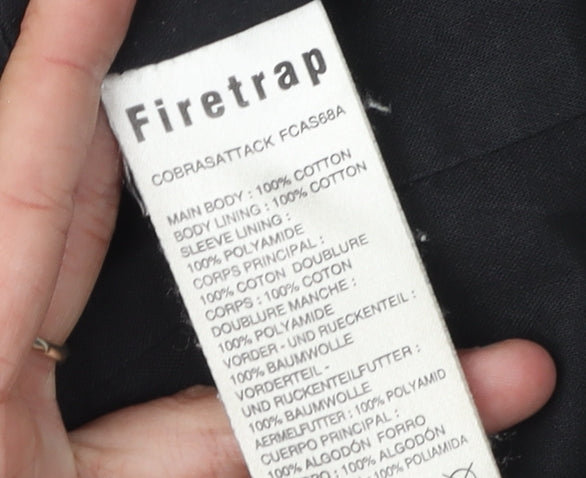 Firetrap
COBRASATTACK FCAS68A
MAIN BODY : 100% COTTON
BODY LINING : 100% COTTON
SLEEVE LINING :
100% POLYAMIDE
CORPS PRINCIPAL :
100% COTON DOUBLURE
CORPS : 100% COTON
DOUBLURE MANCHE :
100% POLYAMIDE
VORDER - UND RUECKENTEIL :
100% BAUMWOLLE
VORDERTEIL -
UND RUCKENTEILFUTTER :
100% BAUMWOLLE
AERMELFUTTER : 100% POLYAMID
CUERPO PRINCIPAL :
100% ALGODÓN FORRO
: 100% ALGODÓN
: 100% POLIAMIDA